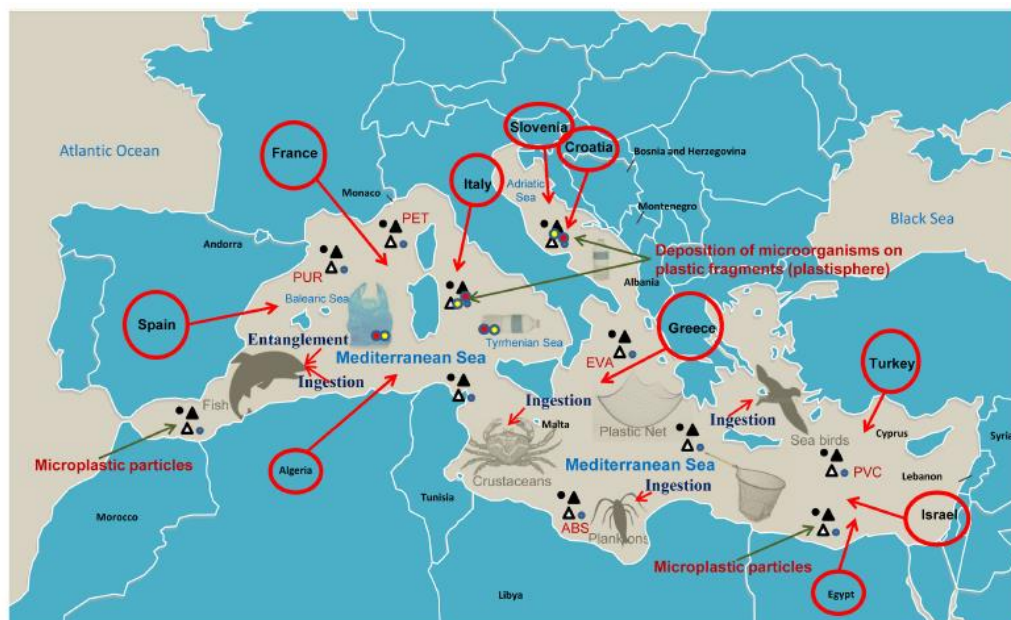 Atlantic Ocean
France
Slovenia
Croatia
Bosnia and Herzegovina
Italy
Adriatic
Sea
Monaco
Montenegro
Black Sea
PET
Andorra
PUR
Deposition of microorganisms on
plastic fragments (plastisphere)
Albania
Balearic Sea
Spain
Greece
Entanglement
Mediterranean Sea
Tyrrhenian Sea
EVA
Turkey
Ingestion
Fish
Ingestion
Malta
Plastic Net
Ingestion
Sea birds
Cyprus
Syria
Microplastic particles
Algeria
Crustaceans
Mediterranean Sea
PVC
Lebanon
Tunisia
Ingestion
Israel
Morocco
ABS
Planktons
Microplastic particles
Libya
Egypt